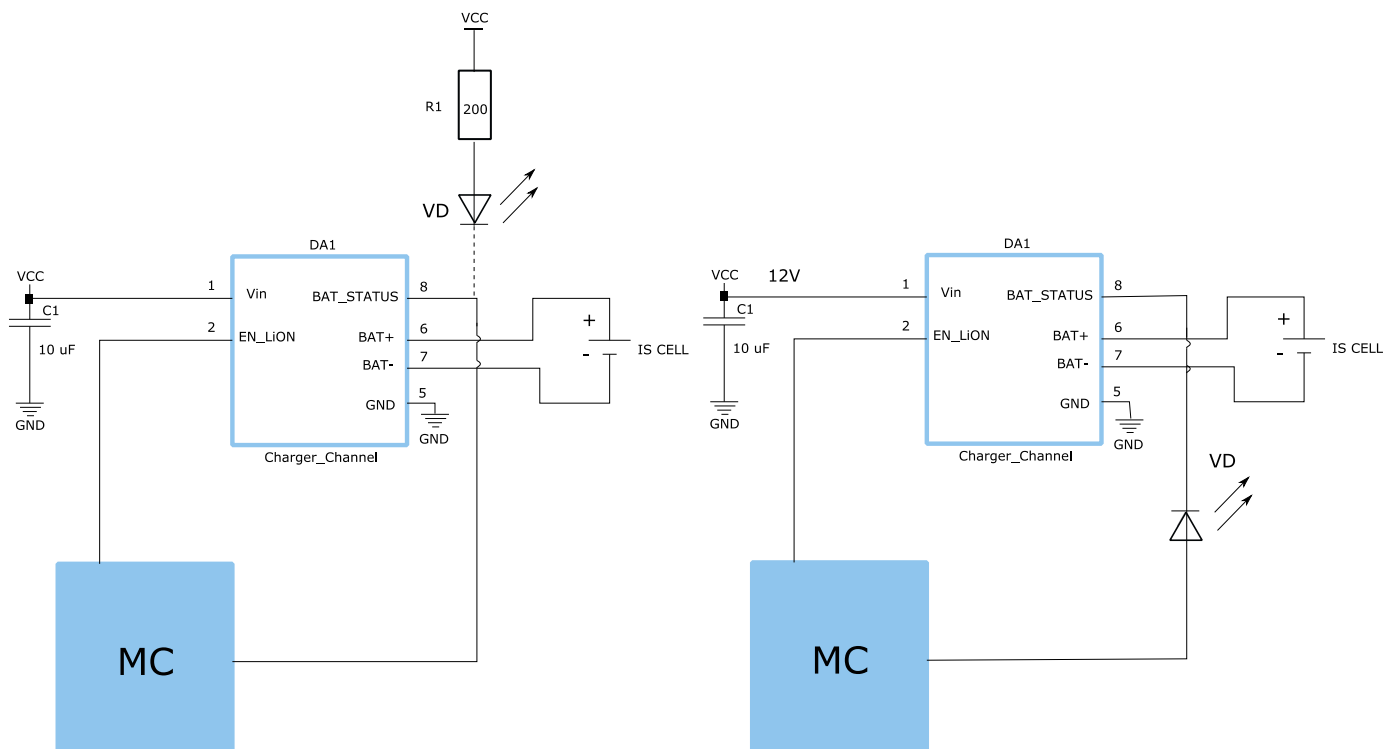 VCC
R1
200
VD
DA1
VCC
1
Vin
BAT_STATUS
8
C1
2
EN_LiON
10 uF
BAT+
6
BAT-
7
+
-
IS CELL
GND
5
GND
GND
Charger_Channel
MC
DA1
VCC
12V
1
Vin
BAT_STATUS
8
C1
2
EN_LiON
10 uF
BAT+
6
BAT-
7
+
-
IS CELL
GND
5
GND
GND
Charger_Channel
VD
MC